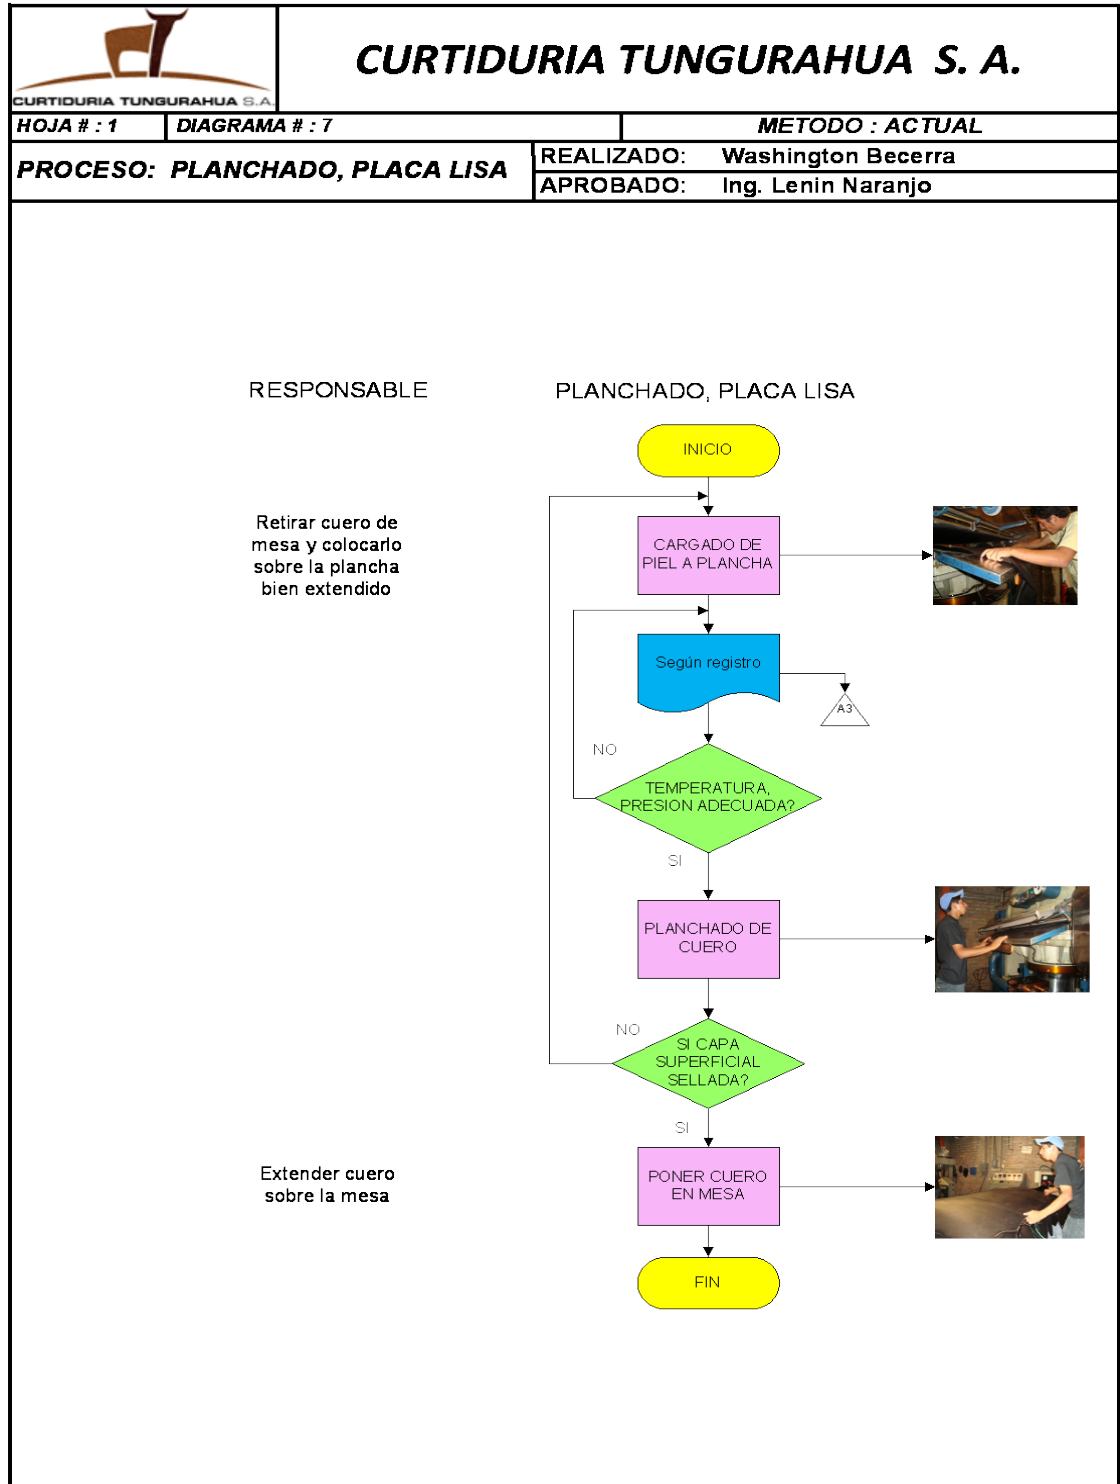 CURTIDURIA TUNGURAHUA S.A.
CURTIDURIA TUNGURAHUA S. A.
HOJA # : 1
DIAGRAMA # : 7
METODO : ACTUAL
PROCESO: PLANCHADO, PLACA LISA
REALIZADO: Washington Becerra
APROBADO: Ing. Lenin Naranjo
RESPONSABLE
PLANCHADO, PLACA LISA
INICIO
Retirar cuero de
mesa y colocarlo
sobre la plancha
bien extendido
CARGADO DE
PIEL A PLANCHA
Según registro
A3
NO
TEMPERATURA,
PRESION ADECUADA?
SI
PLANCHADO DE
CUERO
NO
SI CAPA
SUPERFICIAL
SELLADA?
SI
Extender cuero
sobre la mesa
PONER CUERO
EN MESA
FIN